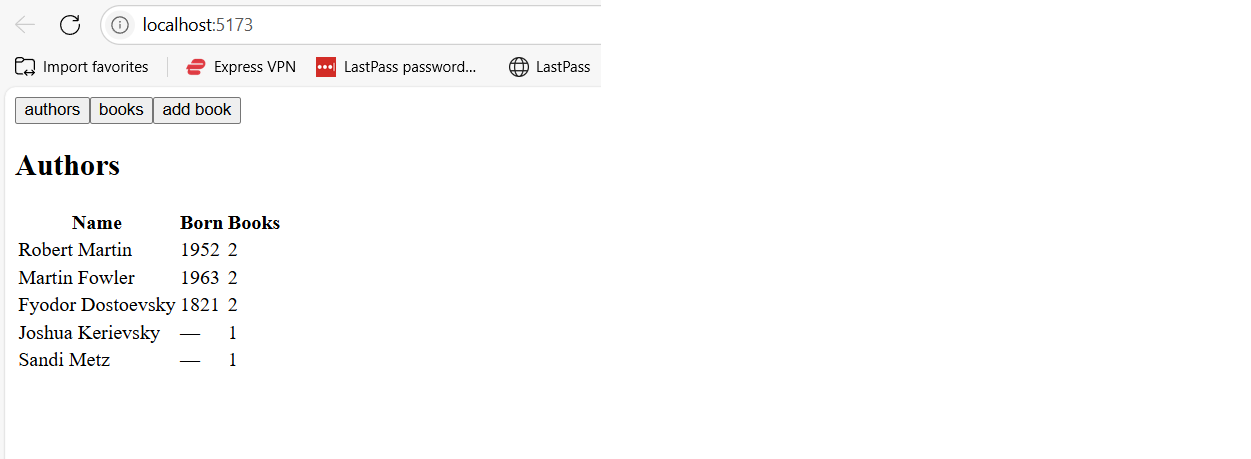 localhost:5173
Import favorites Express VPN LastPass password... LastPass
authors books add book
Authors
Name Born Books
Robert Martin 1952 2
Martin Fowler 1963 2
Fyodor Dostoevsky 1821 2
Joshua Kerievsky — 1
Sandi Metz — 1